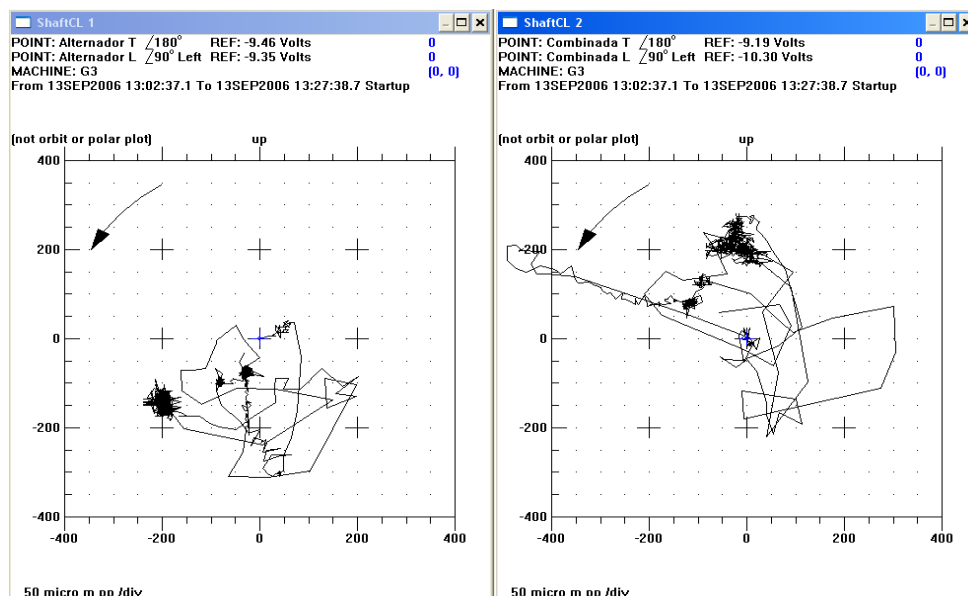 ShaftCL 1
POINT: Alternador T ∠180° REF: -9.46 Volts 0
POINT: Alternador L ∠90° Left REF: -9.35 Volts 0
MACHINE: G3 (0, 0)
From 13SEP2006 13:02:37.1 To 13SEP2006 13:27:38.7 Startup
(not orbit or polar plot) up
400
200
0
-200
-400
-400 -200 0 200 400
50 micro m pp /div
ShaftCL 2
POINT: Combinada T ∠180° REF: -9.19 Volts 0
POINT: Combinada L ∠90° Left REF: -10.30 Volts 0
MACHINE: G3 (0, 0)
From 13SEP2006 13:02:37.1 To 13SEP2006 13:27:38.7 Startup
(not orbit or polar plot) up
400
200
0
-200
-400
-400 -200 0 200 400
50 micro m pp /div